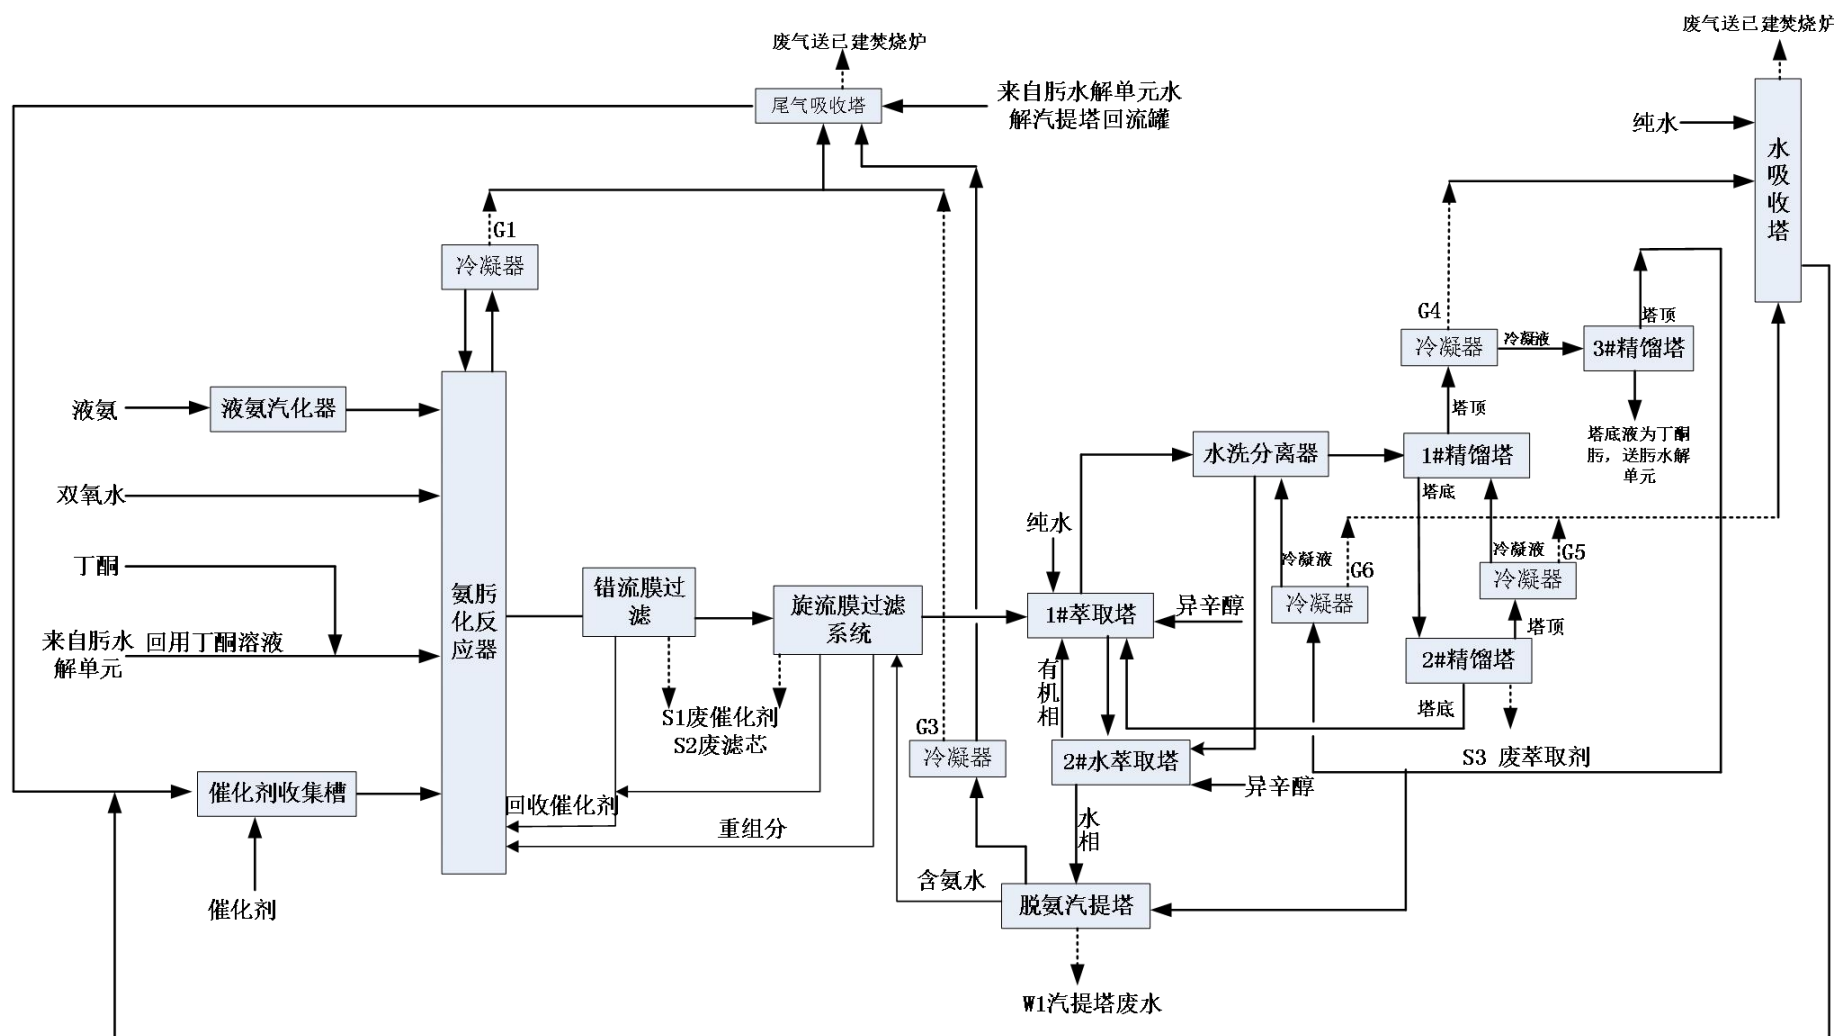 废气送已建焚烧炉
废气送已建焚烧炉
尾气吸收塔
来自肟水解单元水
解汽提塔回流罐
纯水
水吸收塔
G1
冷凝器
G4
冷凝器
冷凝液
塔顶
3#精馏塔
液氨
液氨汽化器
塔顶
塔底液为丁酮
肟，送肟水解
单元
水洗分离器
1#精馏塔
塔底
双氧水
纯水
冷凝液
G6
冷凝液
G5
丁酮
氨肟化反应器
错流膜过
滤
旋流膜过滤
系统
1#萃取塔
异辛醇
冷凝器
冷凝器
塔顶
来自肟水
解单元
回用丁酮溶液
2#精馏塔
有机相
塔底
S1废催化剂
S2废滤芯
G3
冷凝器
2#水萃取塔
S3 废萃取剂
异辛醇
催化剂收集槽
回收催化剂
重组分
水相
含氨水
脱氨汽提塔
催化剂
W1汽提塔废水